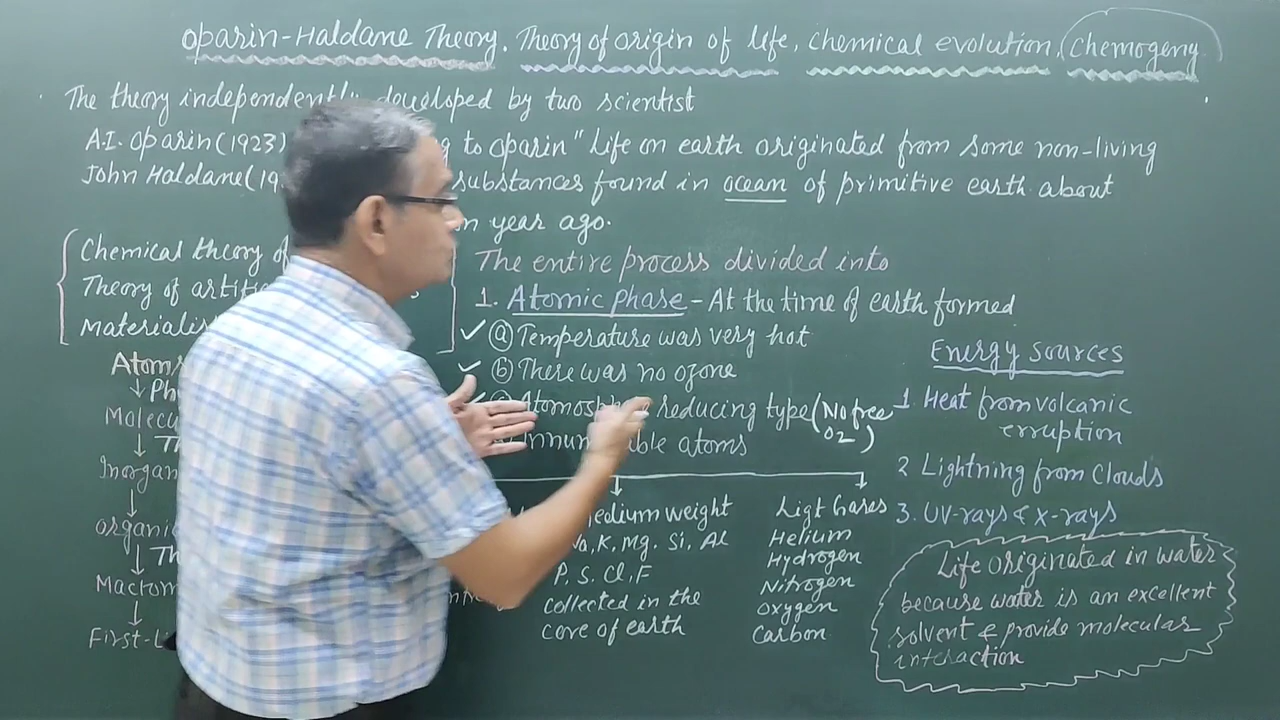 Oparin-Haldane Theory. Theory of origin of life, chemical evolution, chemogeny
The theory independently developed by two scientist
A.I. Oparin (1923) to Oparin " Life on earth originated from some non-living
John Haldane (19 substances found in ocean of primitive earth about
year ago.
Chemical theory of
Theory of
The entire process divided into
1. Atomic phase - At the time of earth formed
ⓐ Temperature was very hot
ⓑ There was no ozone
reducing type (No free O2)
atoms
Atoms
Molecu
Inorgan
Organic
First-L
Medium weight
K, Mg, Si, Al
P, S, Cl, F
collected in the
core of earth
Ligt Gases
Helium
Hydrogen
Nitrogen
Oxygen
Carbon
Energy sources
1. Heat from volcanic
erruption
2 Lightning from Clouds
3. UV-rays & X-rays
Life originated in water
because water is an excellent
solvent & provide molecular
interaction